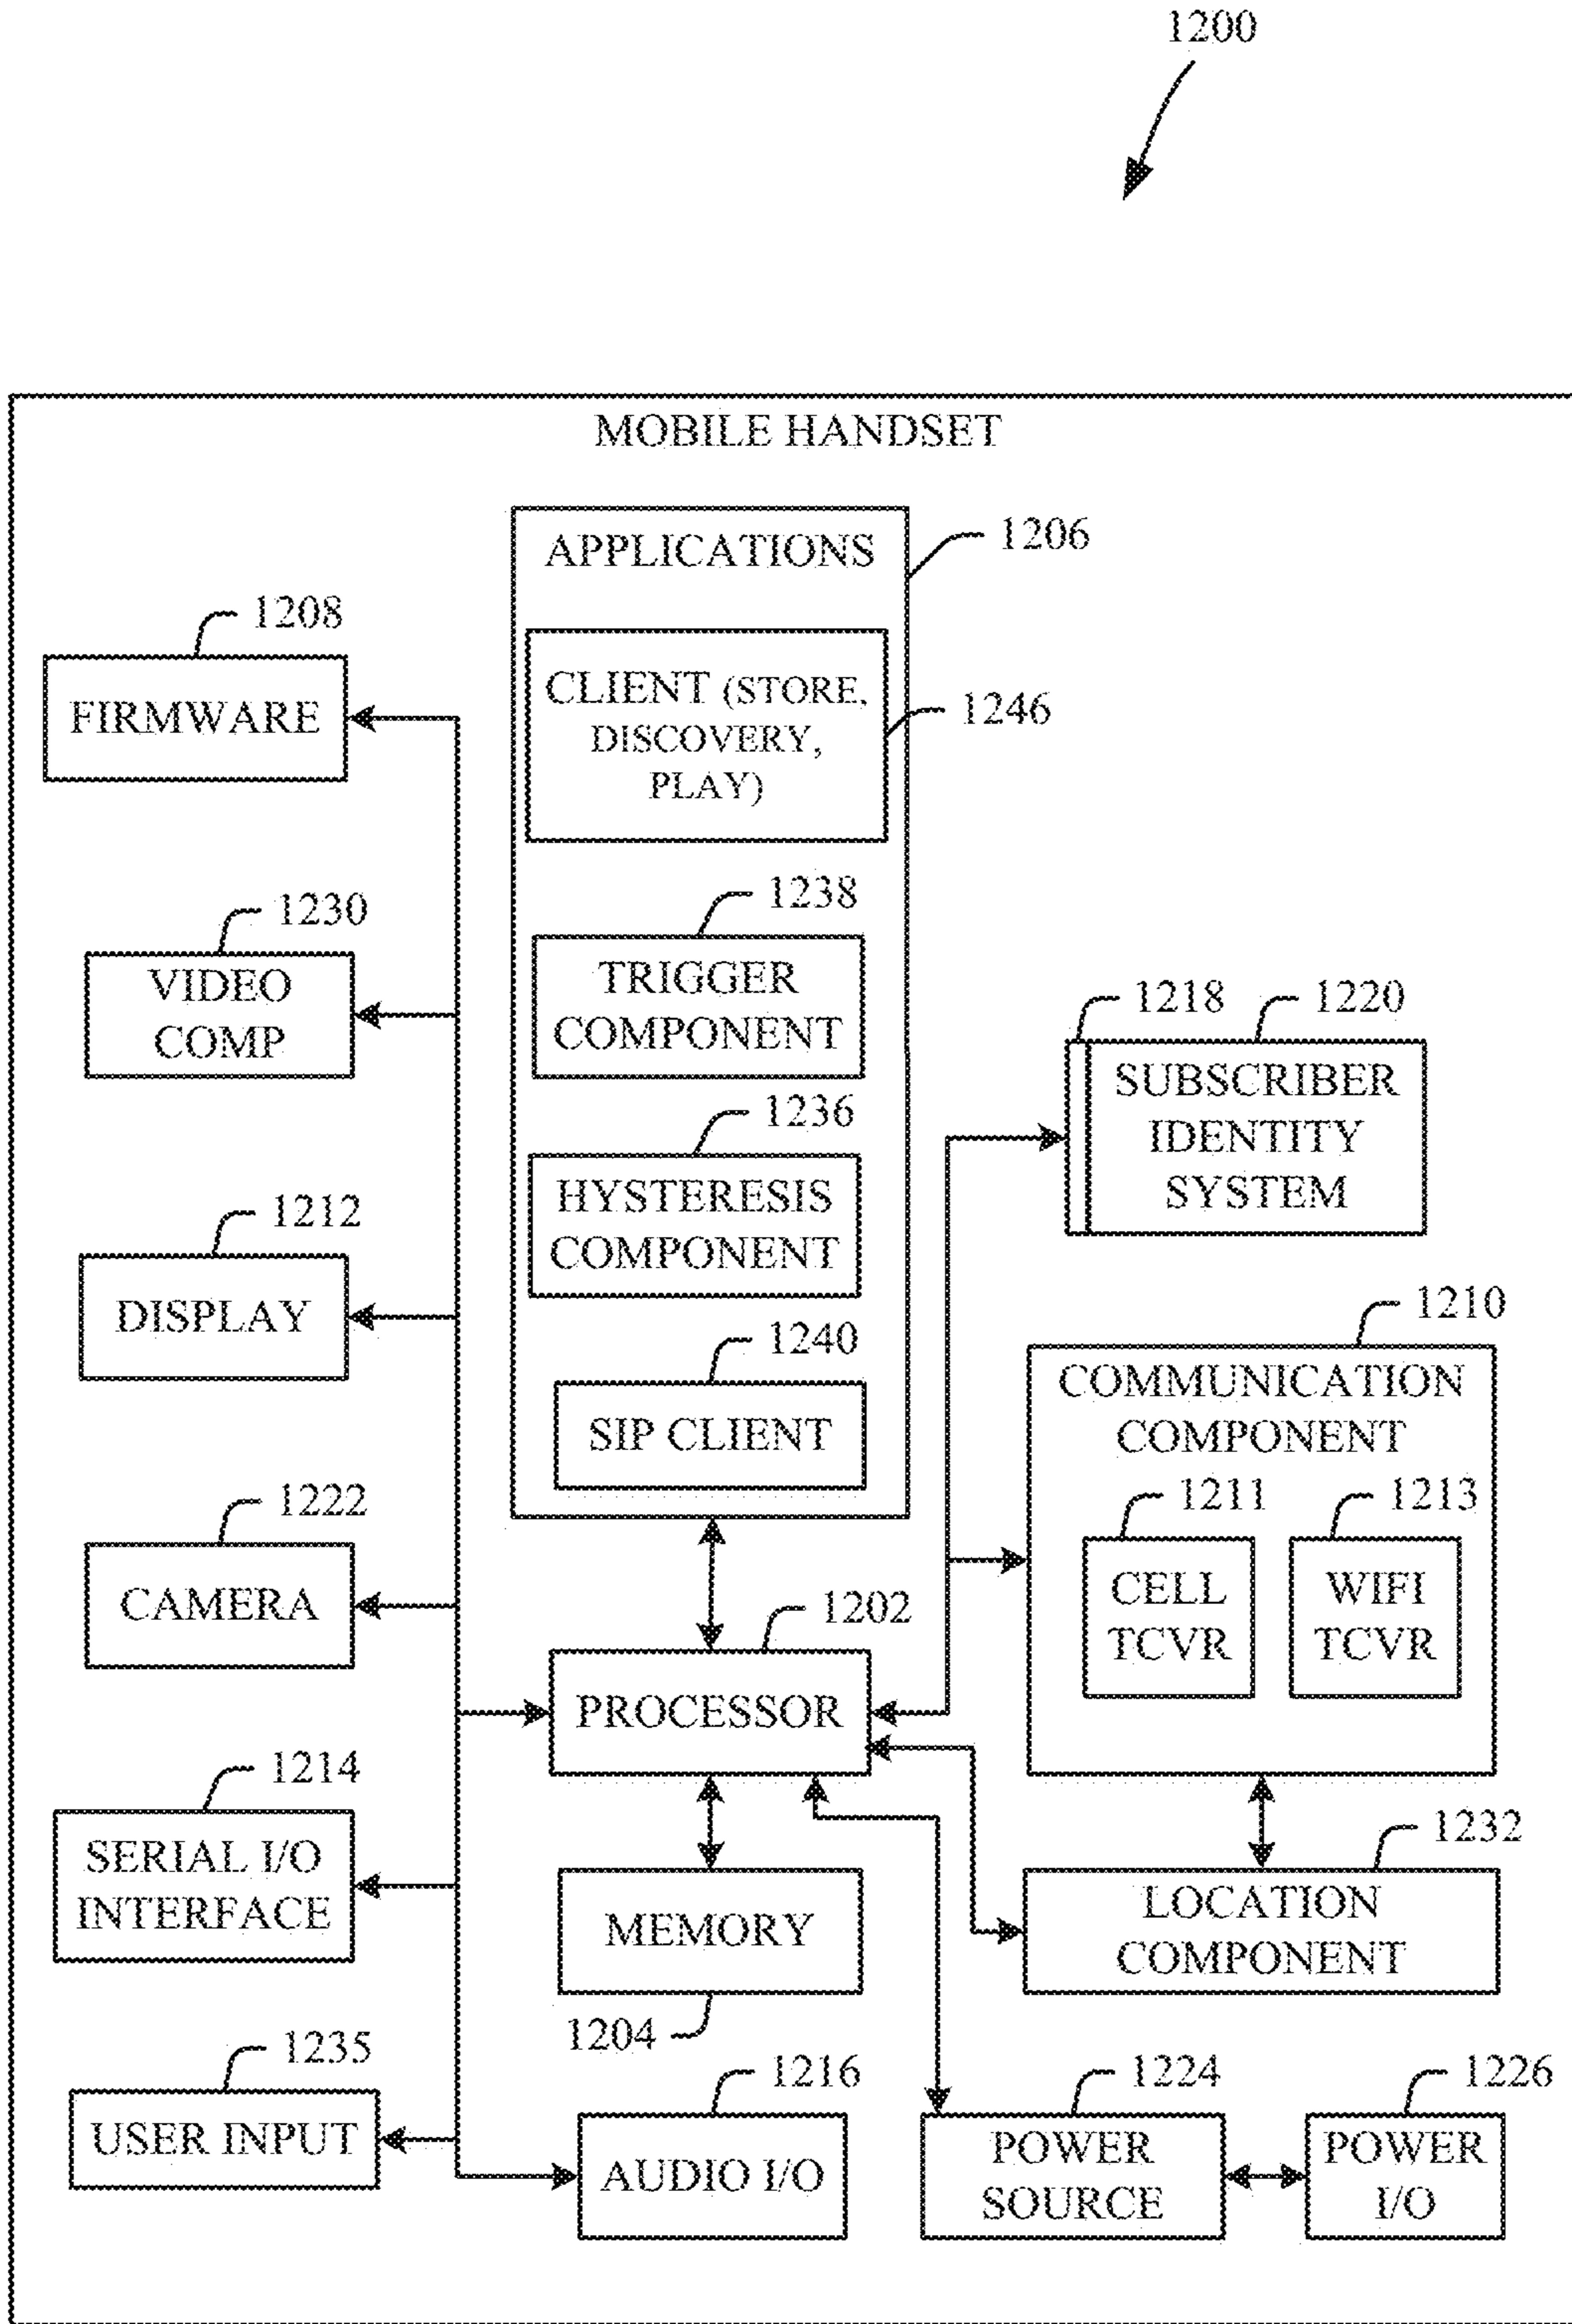 1200
MOBILE HANDSET
APPLICATIONS
1206
1208
FIRMWARE
CLIENT (STORE,
DISCOVERY,
PLAY)
1246
1230
VIDEO
COMP
1238
TRIGGER
COMPONENT
1218
1220
SUBSCRIBER
IDENTITY
SYSTEM
1236
HYSTERESIS
COMPONENT
1212
DISPLAY
1240
SIP CLIENT
1210
COMMUNICATION
COMPONENT
1211
CELL
TCVR
1213
WIFI
TCVR
1222
CAMERA
1202
PROCESSOR
1214
SERIAL I/O
INTERFACE
MEMORY
1204
1232
LOCATION
COMPONENT
1235
USER INPUT
1216
AUDIO I/O
1224
POWER
SOURCE
1226
POWER
I/O